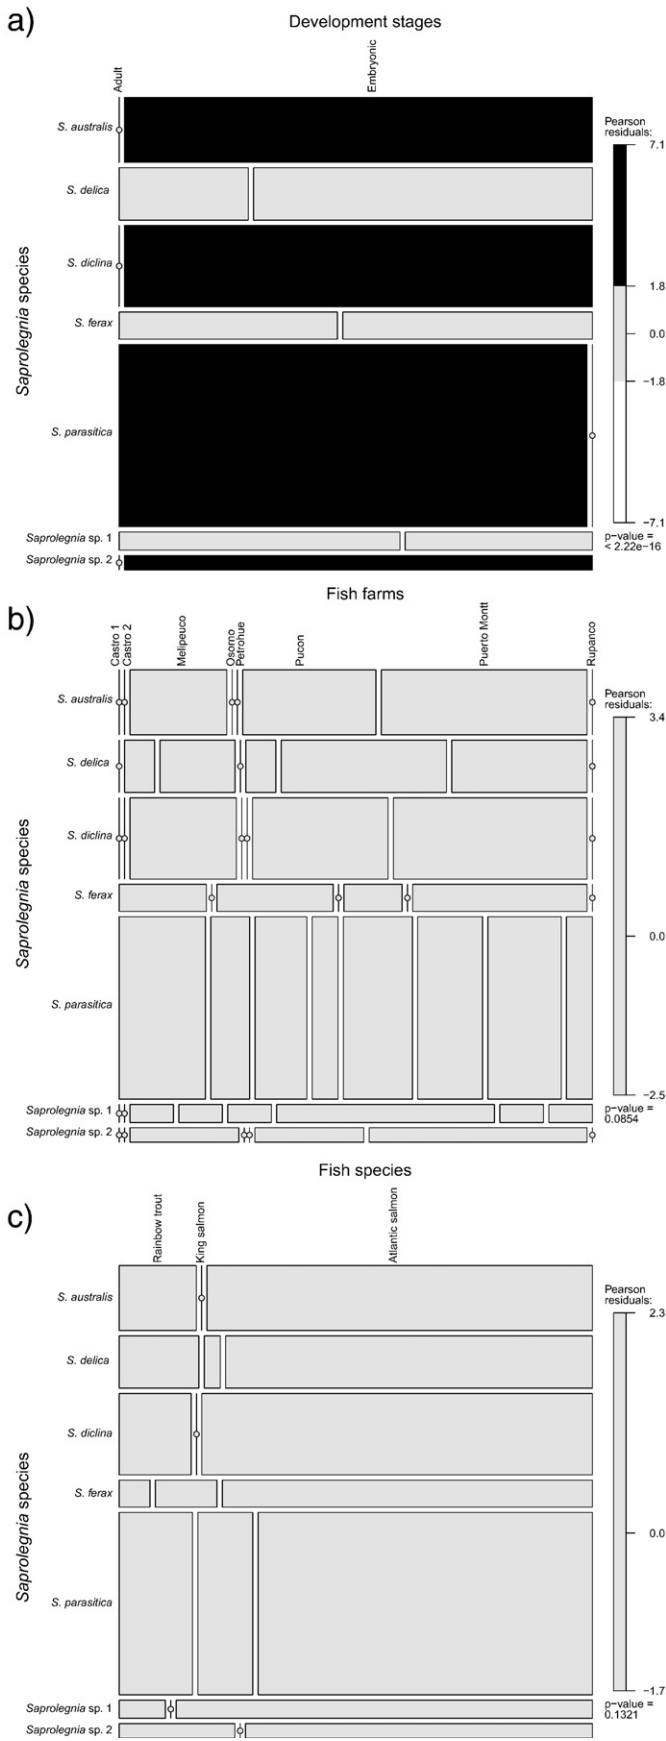 a)
Development stages
Adult
Embryonic
Saprolegnia species
S. australis
S. delica
S. diclina
S. ferax
S. parasitica
Saprolegnia sp. 1
Saprolegnia sp. 2
Pearson
residuals:
7.1
1.8
0.0
−1.8
−7.1
p−value =
< 2.22e−16
b)
Fish farms
Castro 1
Castro 2
Melipeuco
Osorno
Petrohue
Pucon
Puerto Montt
Rupanco
Saprolegnia species
S. australis
S. delica
S. diclina
S. ferax
S. parasitica
Saprolegnia sp. 1
Saprolegnia sp. 2
Pearson
residuals:
3.4
0.0
−2.5
p−value =
0.0854
c)
Fish species
Rainbow trout
King salmon
Atlantic salmon
Saprolegnia species
S. australis
S. delica
S. diclina
S. ferax
S. parasitica
Saprolegnia sp. 1
Saprolegnia sp. 2
Pearson
residuals:
2.3
0.0
−1.7
p−value =
0.1321